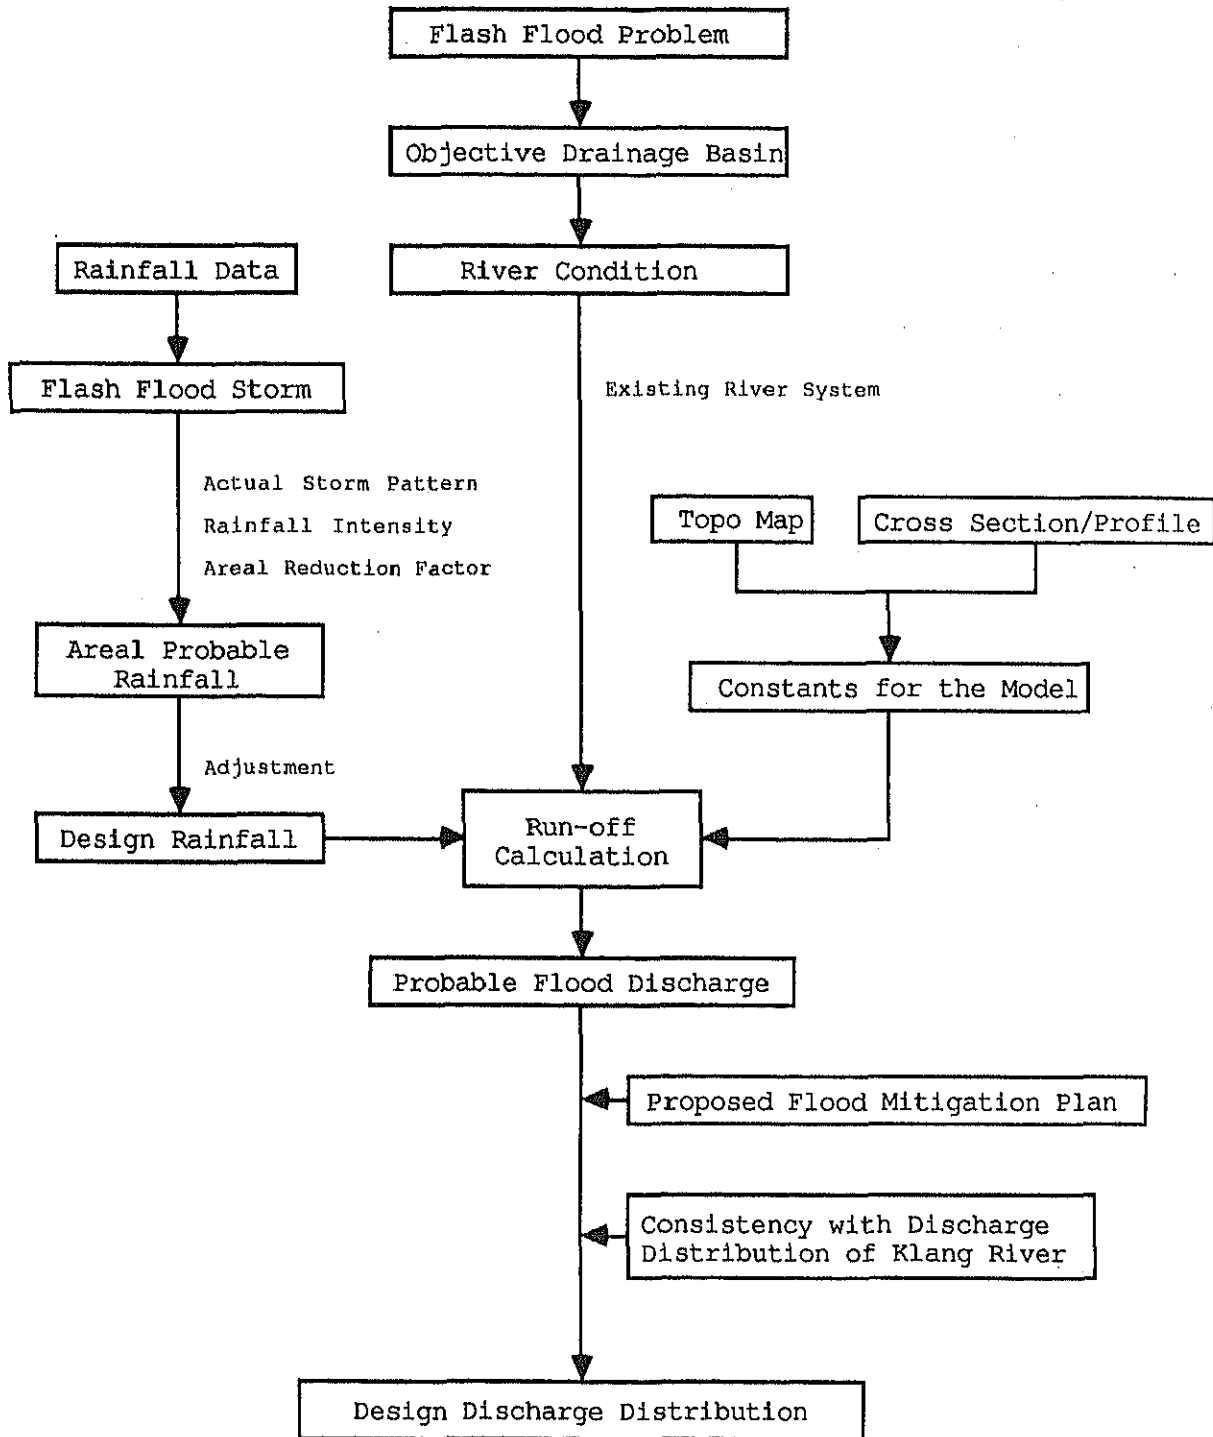 Flash Flood Problem
Objective Drainage Basin
Rainfall Data
River Condition
Flash Flood Storm
Existing River System
Actual Storm Pattern
Rainfall Intensity
Areal Reduction Factor
Topo Map
Cross Section/Profile
Areal Probable
Rainfall
Constants for the Model
Adjustment
Design Rainfall
Run-off
Calculation
Probable Flood Discharge
Proposed Flood Mitigation Plan
Consistency with Discharge
Distribution of Klang River
Design Discharge Distribution